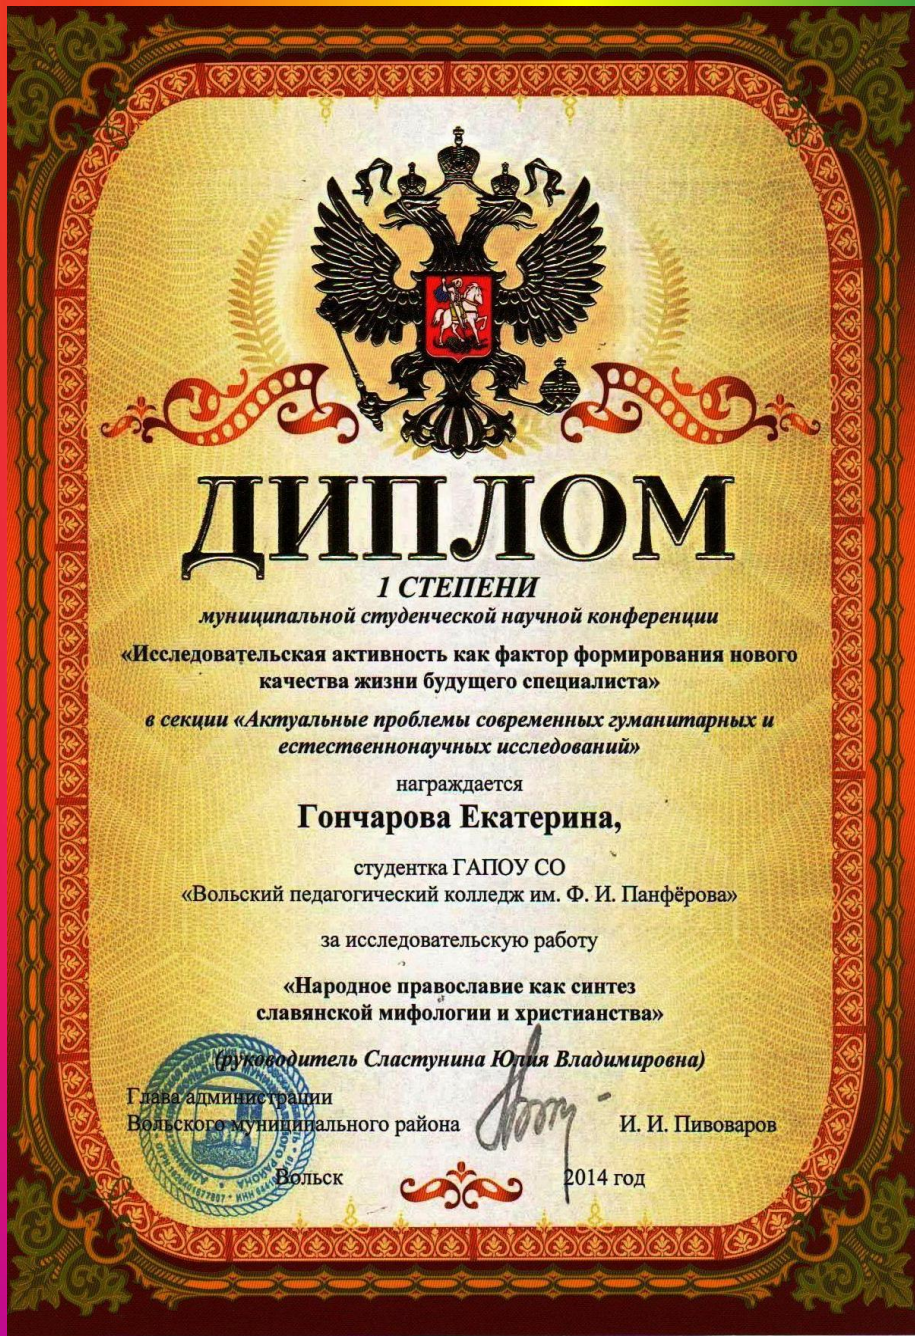 ДИПЛОМ
1 СТЕПЕНИ
муниципальной студенческой научной конференции
«Исследовательская активность как фактор формирования нового
качества жизни будущего специалиста»
в секции «Актуальные проблемы современных гуманитарных и
естественнонаучных исследований»
награждается
Гончарова Екатерина,
студентка ГАПОУ СО
«Вольский педагогический колледж им. Ф. И. Панфёрова»
за исследовательскую работу
«Народное православие как синтез
славянской мифологии и христианства»
(руководитель Сластунина Юлия Владимировна)
Глава администрации
Вольского муниципального района И. И. Пивоваров
Вольск 2014 год